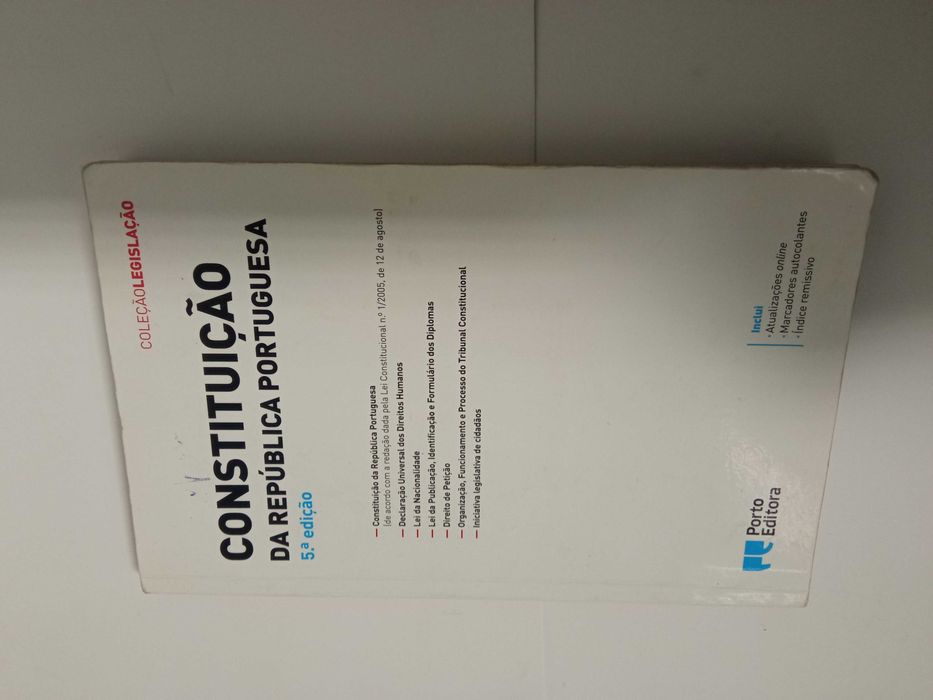 COLEÇÃOLEGISLAÇÃO
CONSTITUIÇÃO
DA REPÚBLICA PORTUGUESA
5.ª edição
— Constituição da República Portuguesa
(de acordo com a redação dada pela Lei Constitucional n.º 1/2005, de 12 de agosto)
— Declaração Universal dos Direitos Humanos
— Lei da Nacionalidade
— Lei da Publicação, Identificação e Formulário dos Diplomas
— Direito de Petição
— Organização, Funcionamento e Processo do Tribunal Constitucional
— Iniciativa legislativa de cidadãos
Inclui
· Atualizações online
· Marcadores autocolantes
· Índice remissivo
Porto
Editora